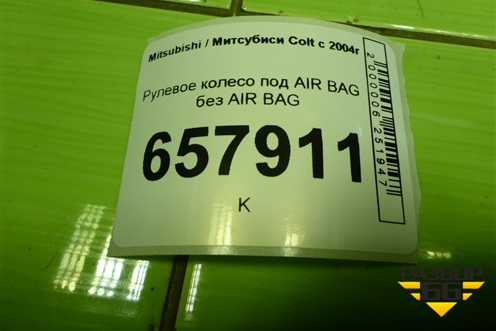 Mitsubishi / Митсубиси Colt с 2004г
Рулевое колесо под AIR BAG
без AIR BAG
657911
К
2000006251947
РАЗБОР
66